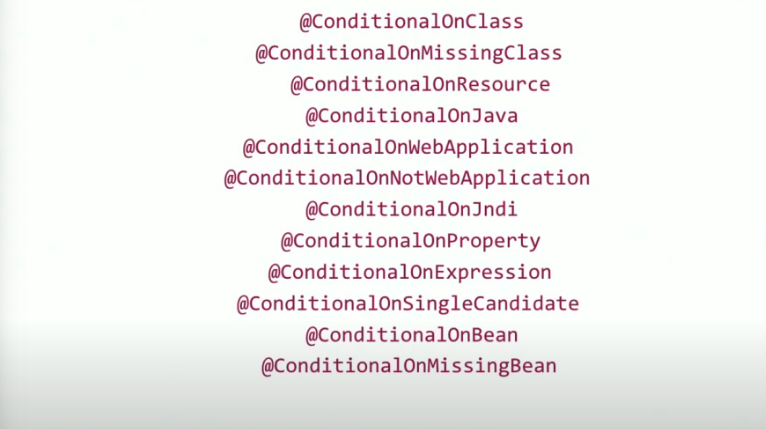 @ConditionalOnClass
@ConditionalOnMissingClass
@ConditionalOnResource
@ConditionalOnJava
@ConditionalOnWebApplication
@ConditionalOnNotWebApplication
@ConditionalOnJndi
@ConditionalOnProperty
@ConditionalOnExpression
@ConditionalOnSingleCandidate
@ConditionalOnBean
@ConditionalOnMissingBean